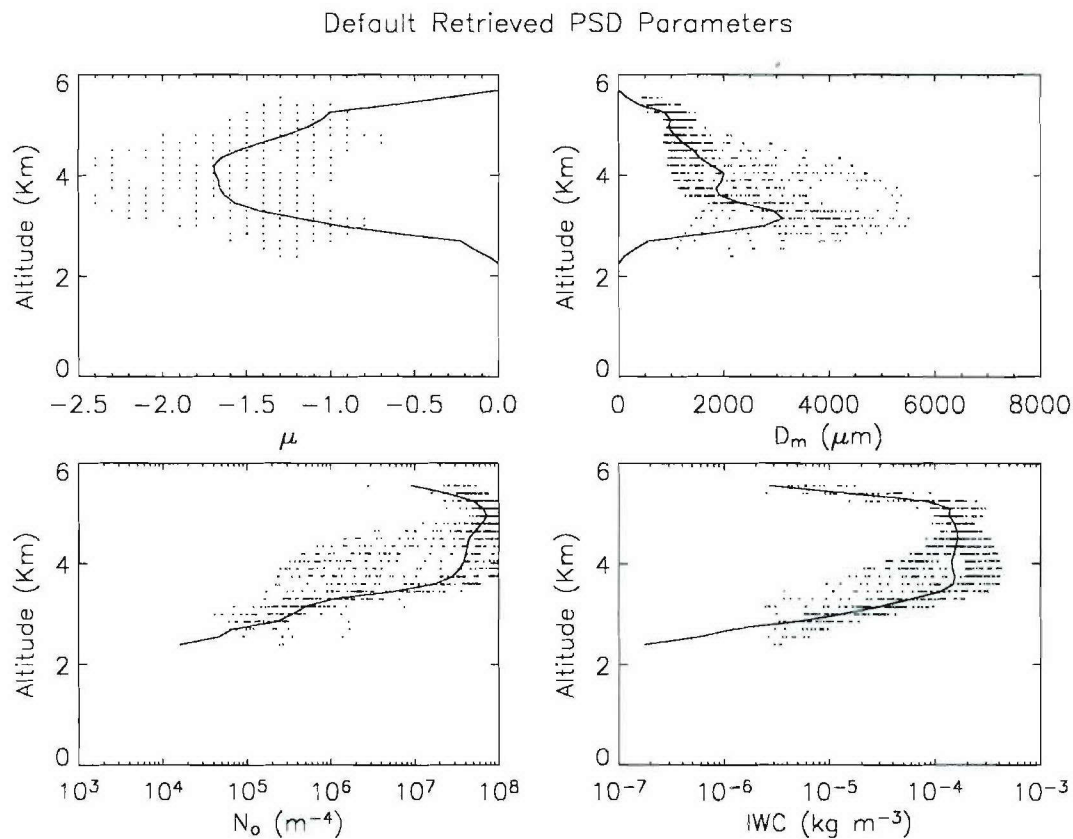 Default Retrieved PSD Parameters
6
4
2
0
Altitude (Km)
-2.5 -2.0 -1.5 -1.0 -0.5 0.0
μ
6
4
2
0
Altitude (Km)
0 2000 4000 6000 8000
Dₘ (μm)
6
4
2
0
Altitude (Km)
10³ 10⁴ 10⁵ 10⁶ 10⁷ 10⁸
Nₒ (m⁻⁴)
6
4
2
0
Altitude (Km)
10⁻⁷ 10⁻⁶ 10⁻⁵ 10⁻⁴ 10⁻³
IWC (kg m⁻³)